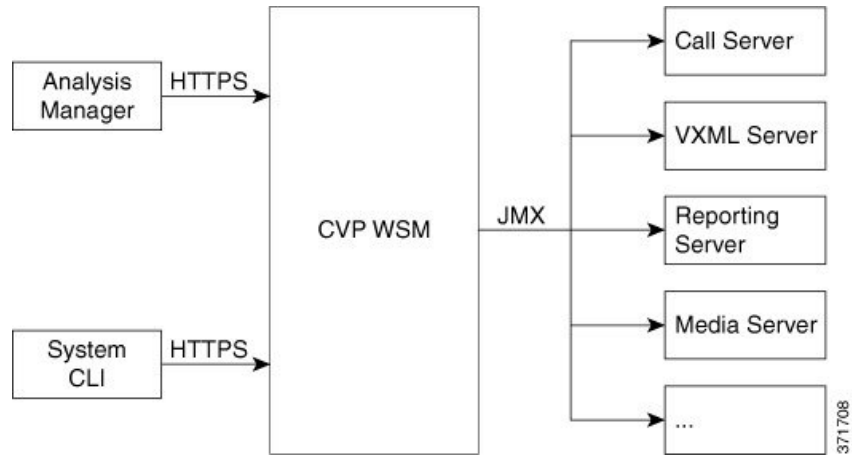 Analysis
Manager
HTTPS
System
CLI
HTTPS
CVP WSM
JMX
Call Server
VXML Server
Reporting
Server
Media Server
...
371708